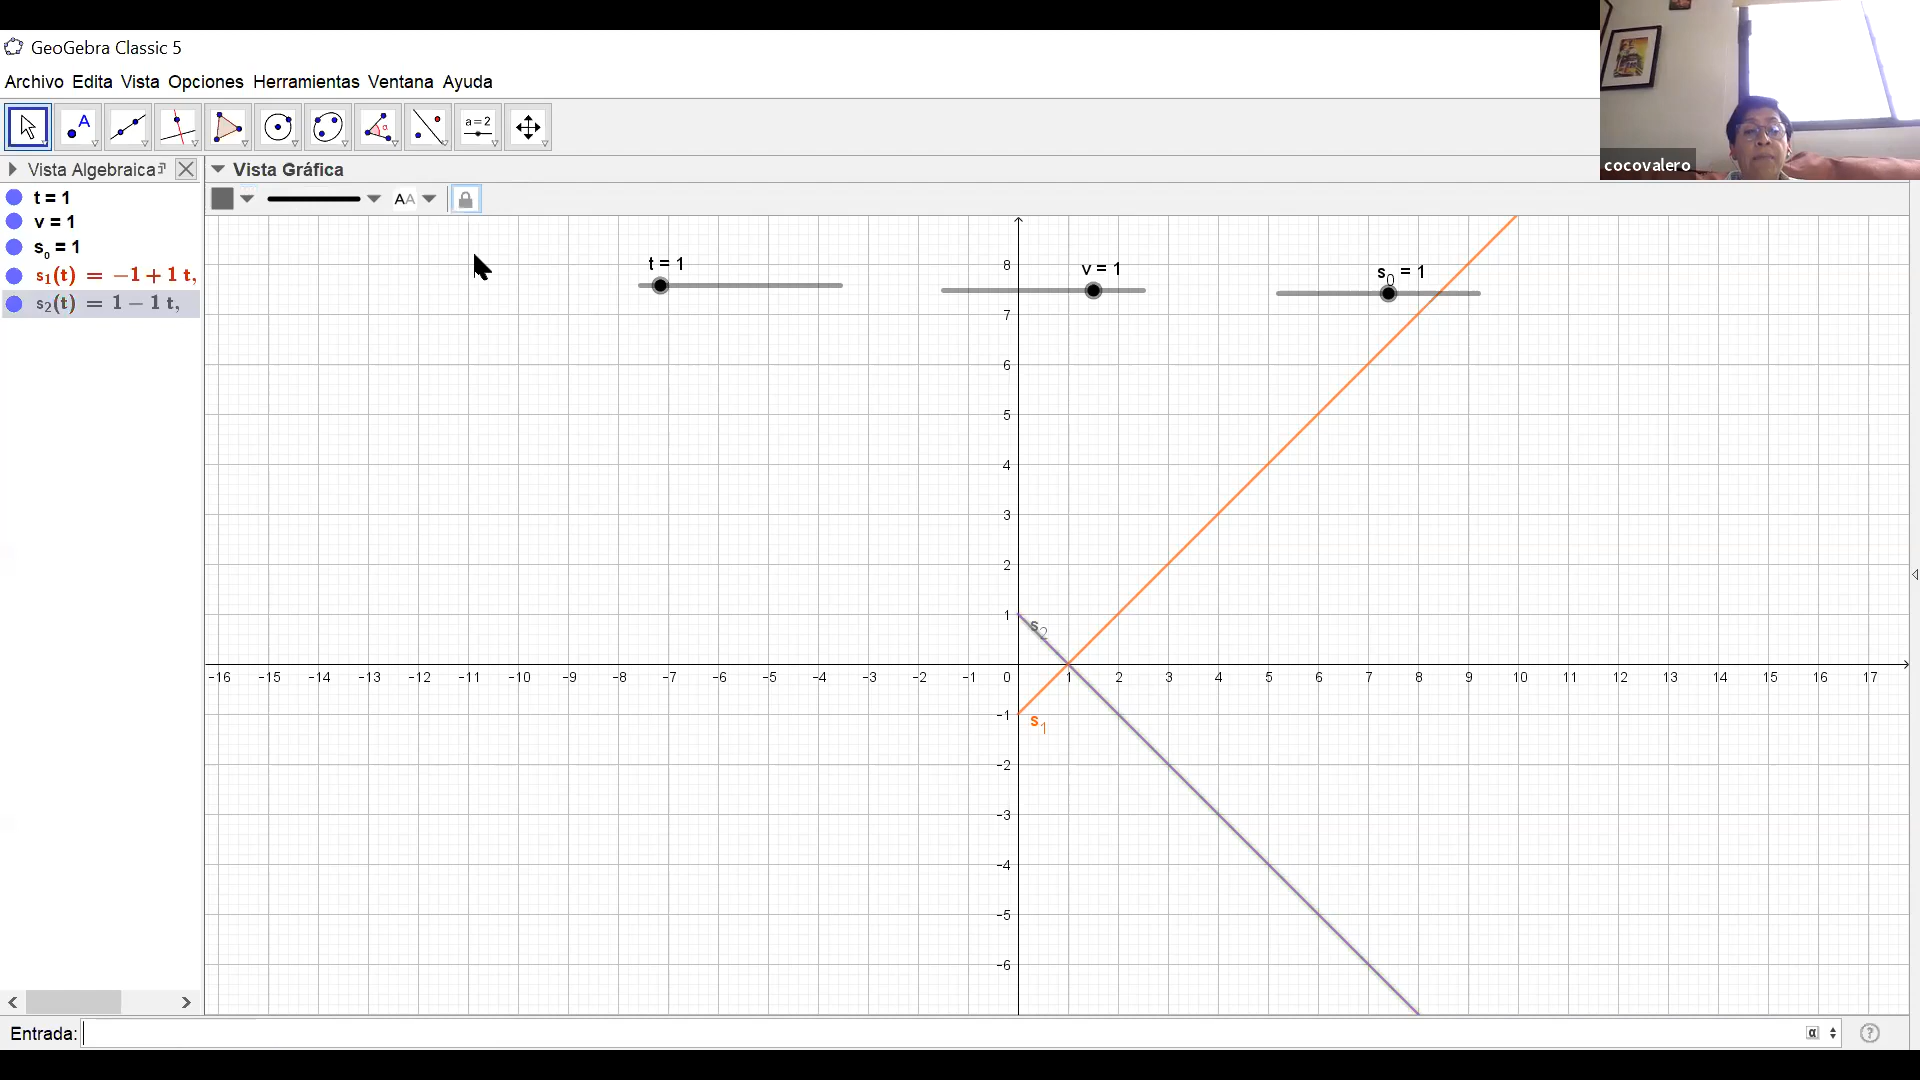 GeoGebra Classic 5
Archivo Edita Vista Opciones Herramientas Ventana Ayuda
A
α
a=2
Vista Algebraica
Vista Gráfica
AA
t = 1
v = 1
s₀ = 1
s₁(t) = −1 + 1 t,
s₂(t) = 1 − 1 t,
t = 1
v = 1
s₀ = 1
8
7
6
5
4
3
2
1
s₂
-16 -15 -14 -13 -12 -11 -10 -9 -8 -7 -6 -5 -4 -3 -2 -1 0 1 2 3 4 5 6 7 8 9 10 11 12 13 14 15 16 17
-1
s₁
-2
-3
-4
-5
-6
Entrada:
α
?
cocovalero